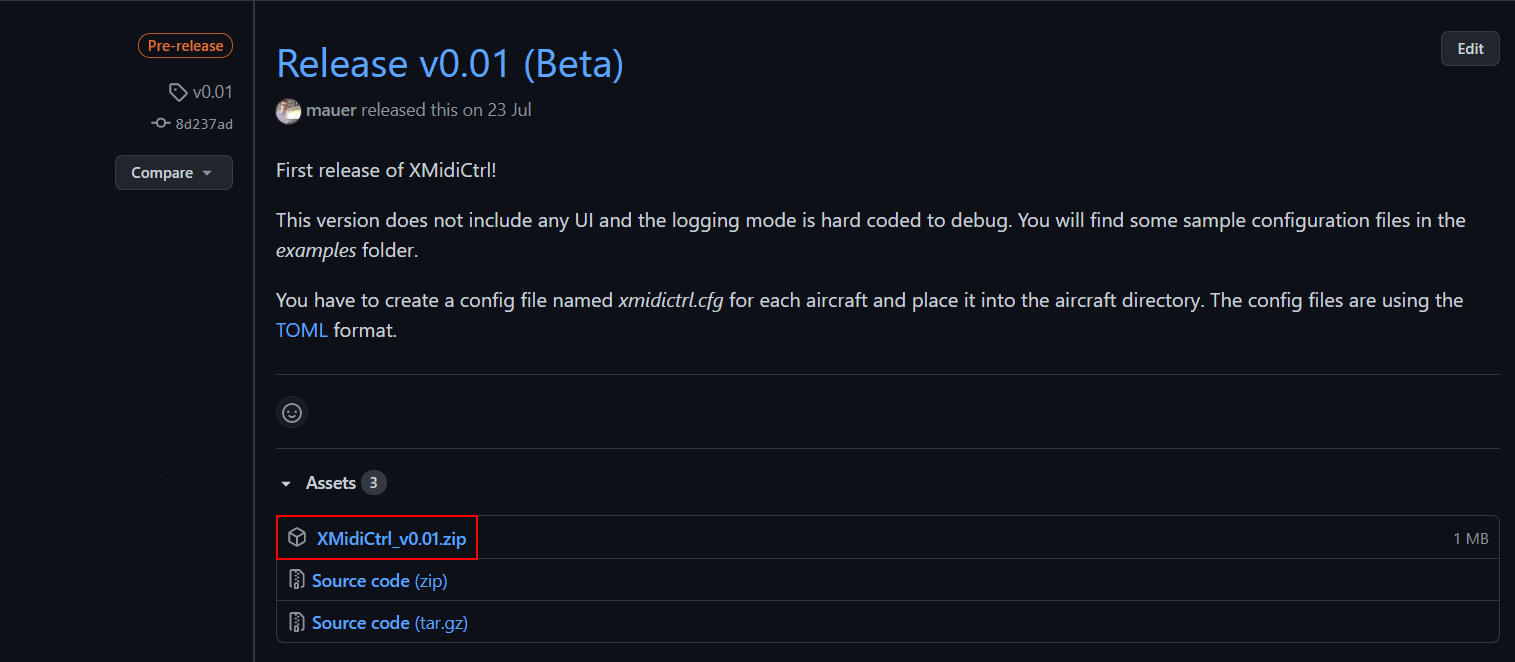 Pre-release
v0.01
8d237ad
Compare
Release v0.01 (Beta)
Edit
mauer released this on 23 Jul
First release of XMidiCtrl!
This version does not include any UI and the logging mode is hard coded to debug. You will find some sample configuration files in the
examples folder.
You have to create a config file named xmidictrl.cfg for each aircraft and place it into the aircraft directory. The config files are using the
TOML format.
Assets 3
XMidiCtrl_v0.01.zip 1 MB
Source code (zip)
Source code (tar.gz)